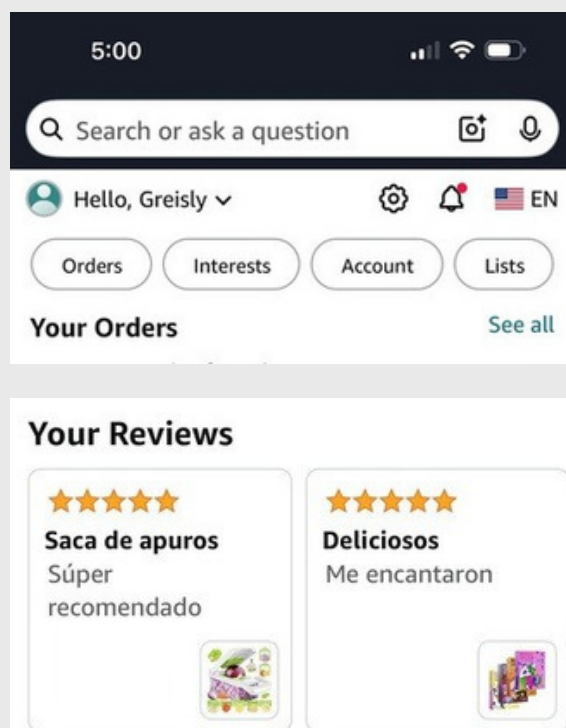 5:00
Search or ask a question
Hello, Greisly
EN
Orders
Interests
Account
Lists
Your Orders
See all
Your Reviews
Saca de apuros
Súper
recomendado
Deliciosos
Me encantaron